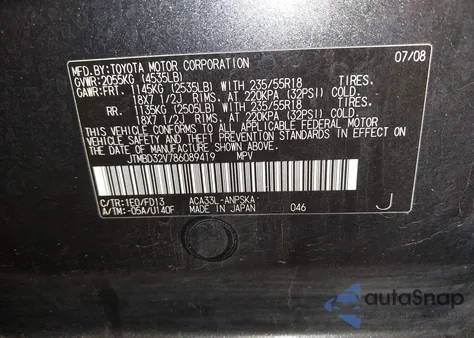 MFD.BY:TOYOTA MOTOR CORPORATION 07/08
GVWR:2055KG (4535LB)
GAWR:FRT. 1145KG (2535LB) WITH 235/55R18 TIRES,
18X7 1/2J RIMS, AT 220KPA (32PSI) COLD.
RR. 1135KG (2505LB) WITH 235/55R18 TIRES,
18X7 1/2J RIMS, AT 220KPA (32PSI) COLD.
THIS VEHICLE CONFORMS TO ALL APPLICABLE FEDERAL MOTOR
VEHICLE SAFETY STANDARDS IN EFFECT ON THE DATE OF
MANUFACTURE SHOWN ABOVE.
JTMBD32V786089419 MPV
C/TR:1E0/FD13 ACA33L-ANPSKA J
A/TM:-05A/U140F MADE IN JAPAN 046
autoSnap